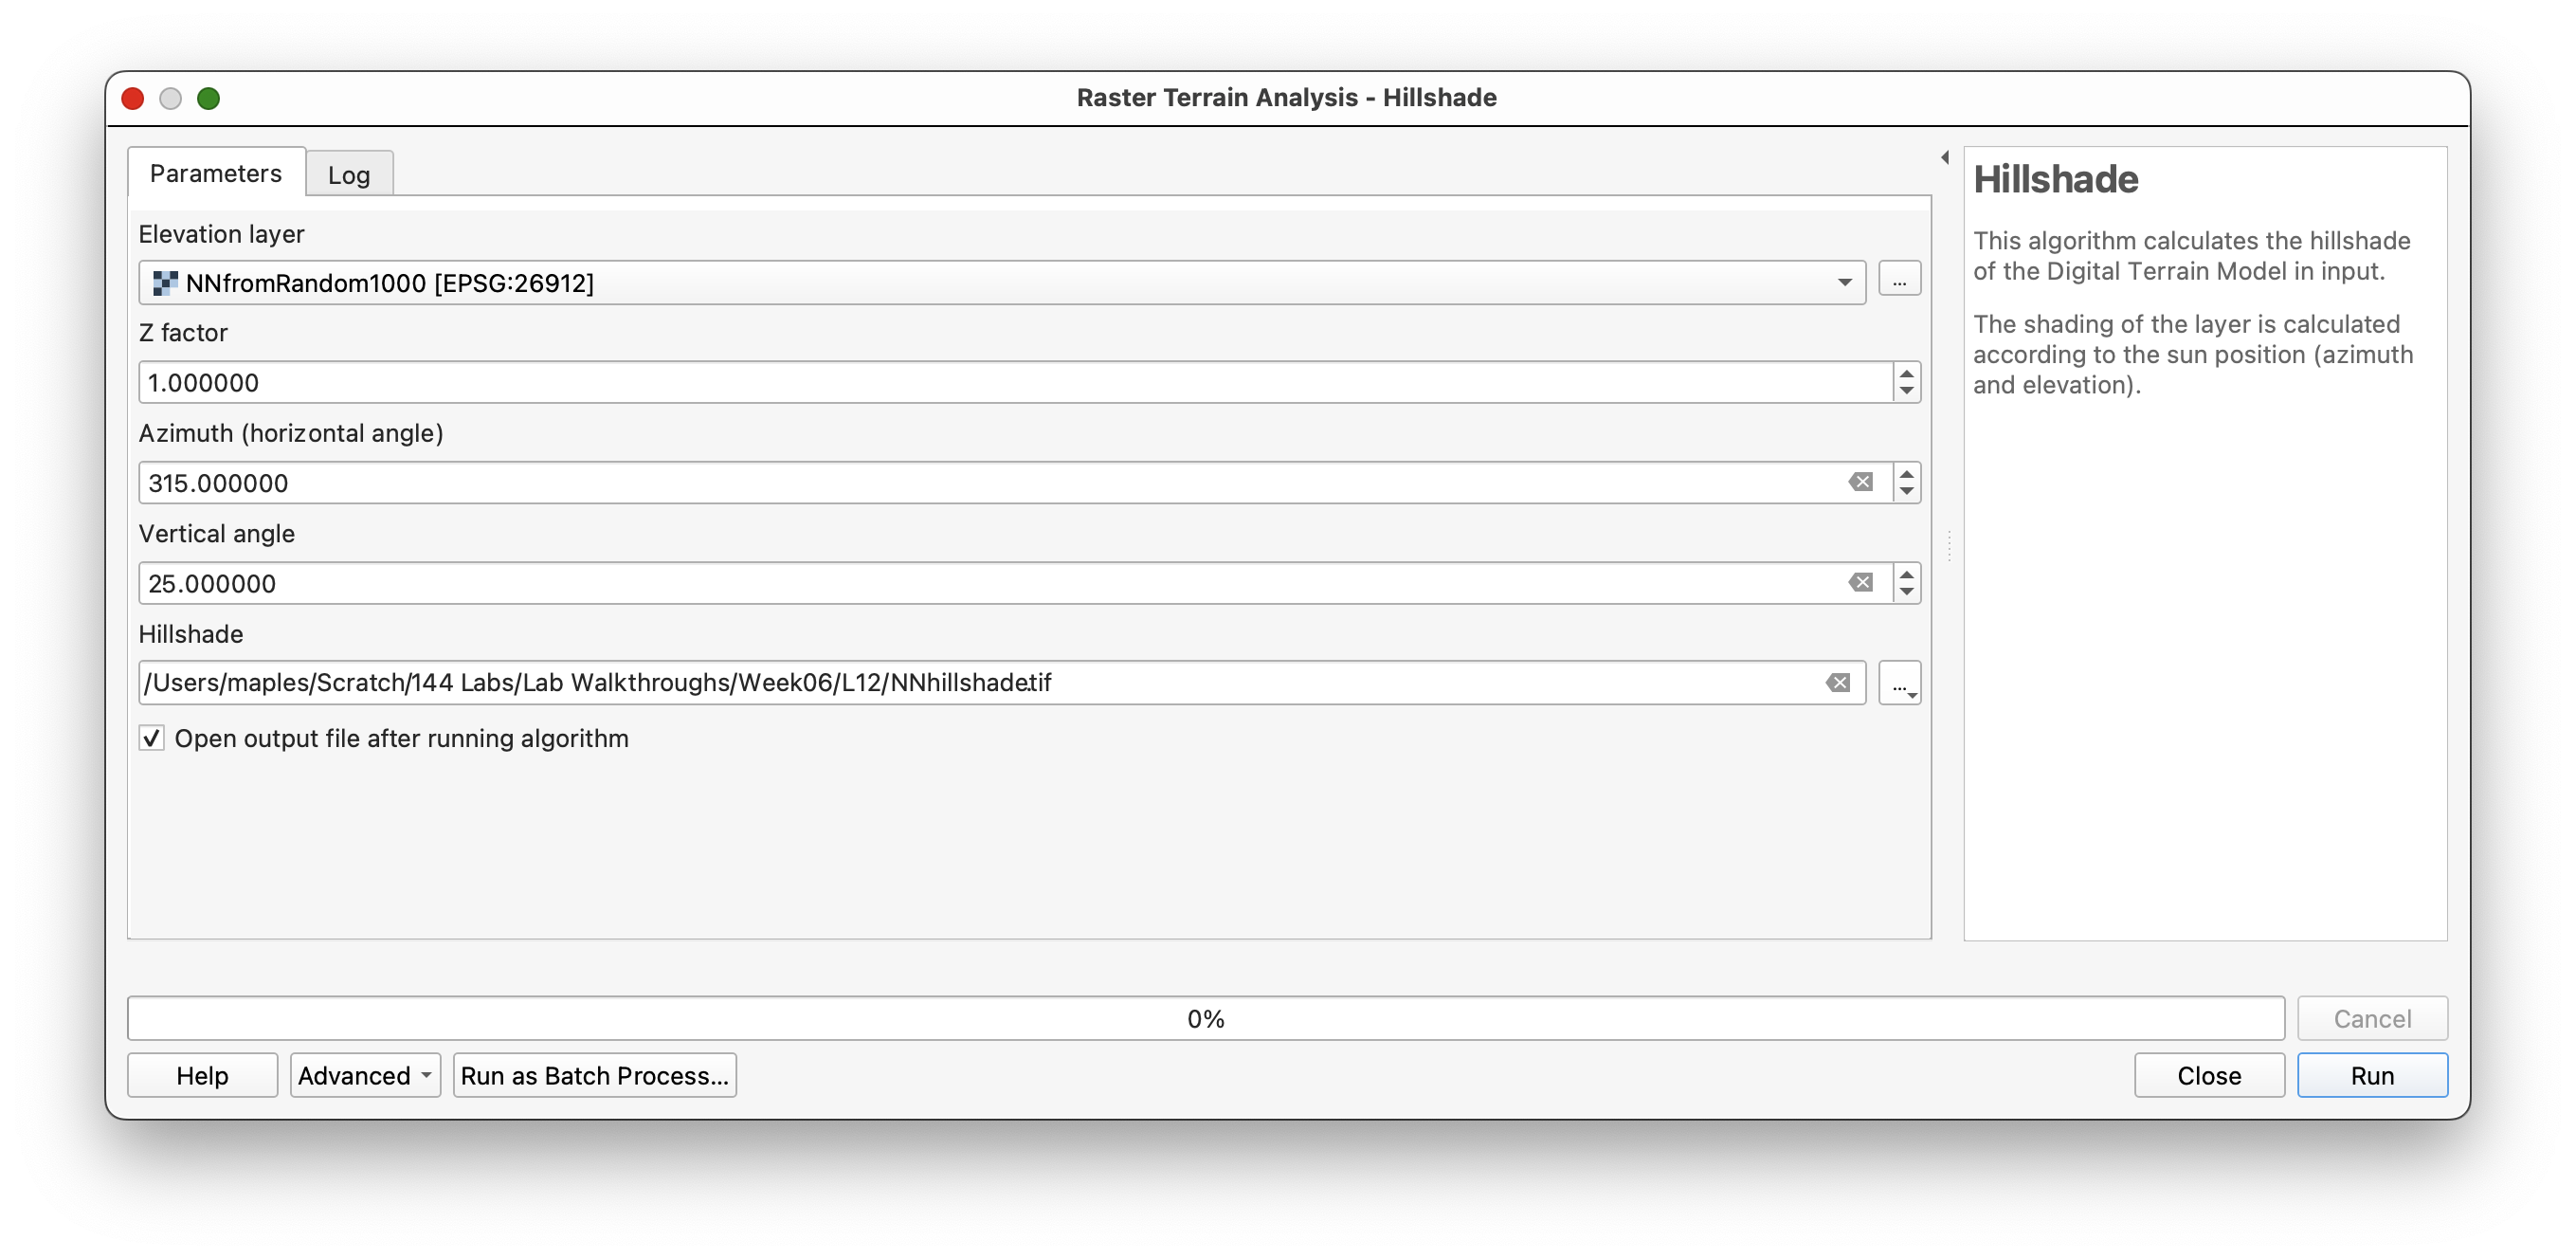 Raster Terrain Analysis - Hillshade
Parameters
Log
Elevation layer
NNfromRandom1000 [EPSG:26912]
...
Z factor
1.000000
Azimuth (horizontal angle)
315.000000
Vertical angle
25.000000
Hillshade
/Users/maples/Scratch/144 Labs/Lab Walkthroughs/Week06/L12/NNhillshade.tif
...
Open output file after running algorithm
Hillshade
This algorithm calculates the hillshade
of the Digital Terrain Model in input.
The shading of the layer is calculated
according to the sun position (azimuth
and elevation).
0%
Cancel
Help
Advanced
Run as Batch Process...
Close
Run